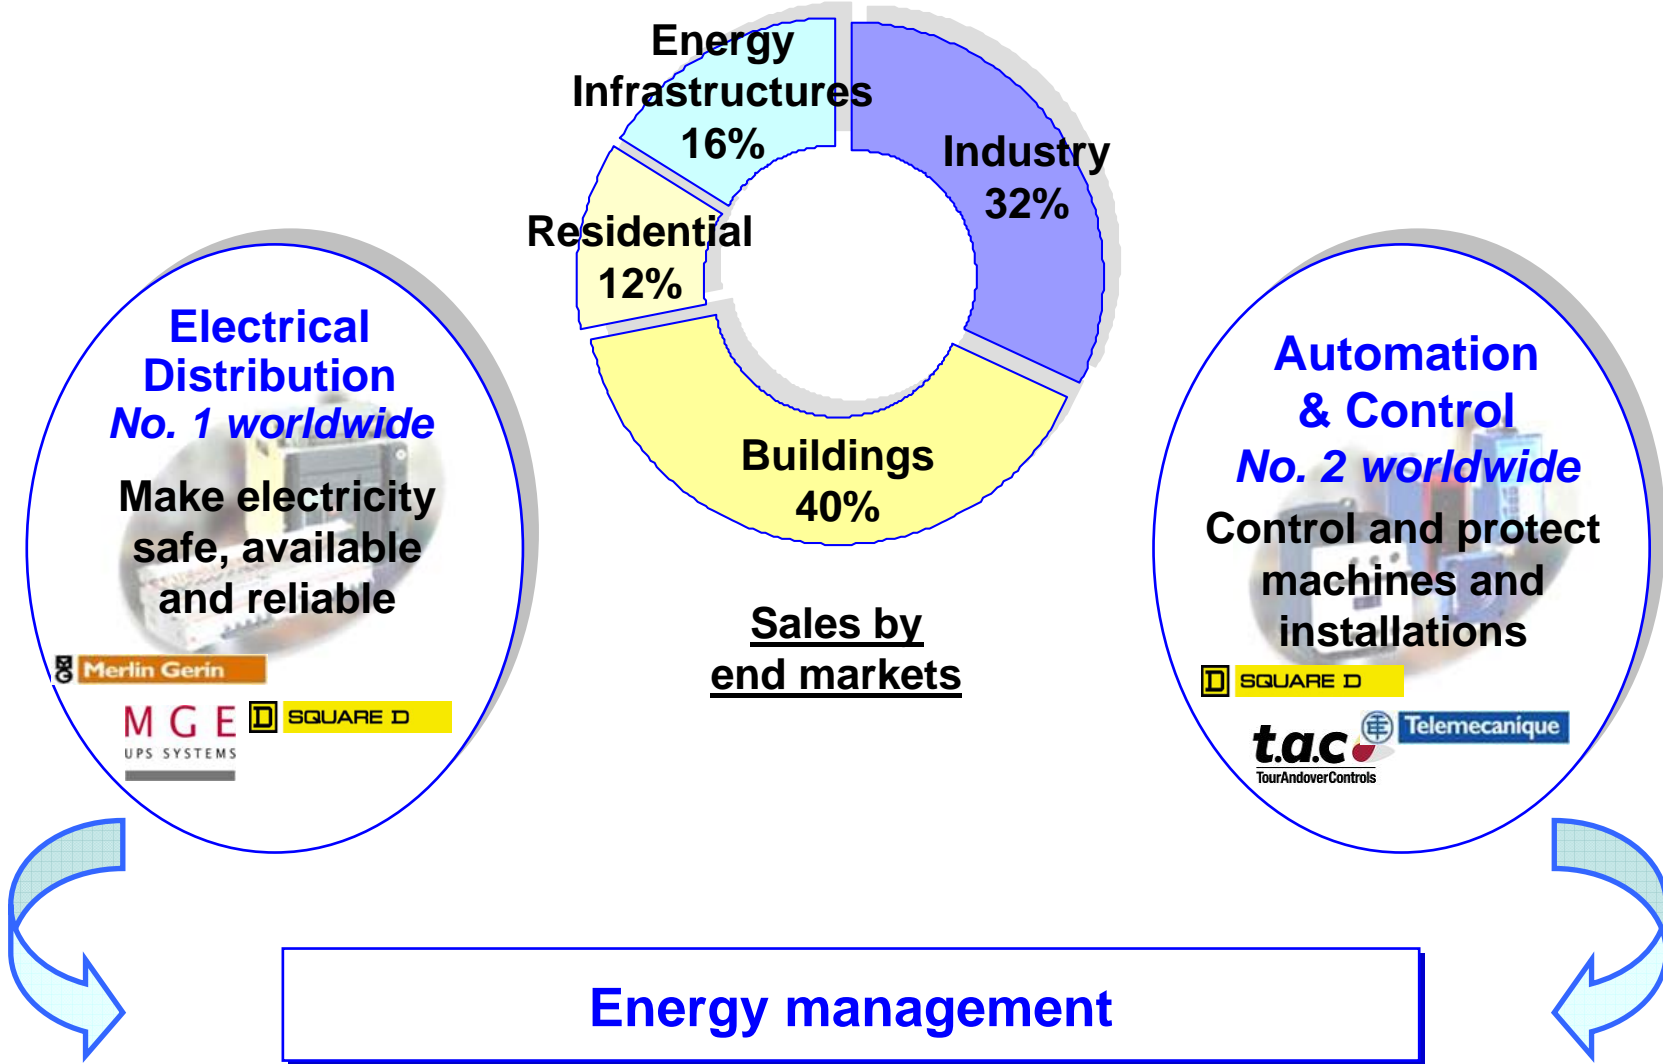 Energy
Infrastructures
16%
Industry
32%
Residential
12%
Buildings
40%
Sales by
end markets
Electrical
Distribution
No. 1 worldwide
Make electricity
safe, available
and reliable
Merlin Gerin
MGE
UPS SYSTEMS
D SQUARE D
Automation
& Control
No. 2 worldwide
Control and protect
machines and
installations
D SQUARE D
Telemecanique
t.a.c
TourAndoverControls
Energy management